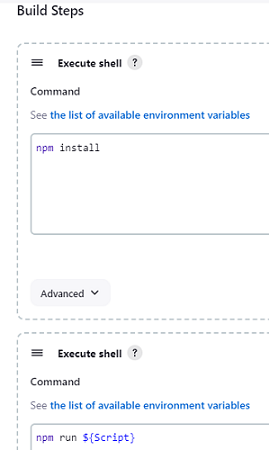 Build Steps
Execute shell ?
Command
See the list of available environment variables
npm install
Advanced
Execute shell ?
Command
See the list of available environment variables
npm run ${Script}